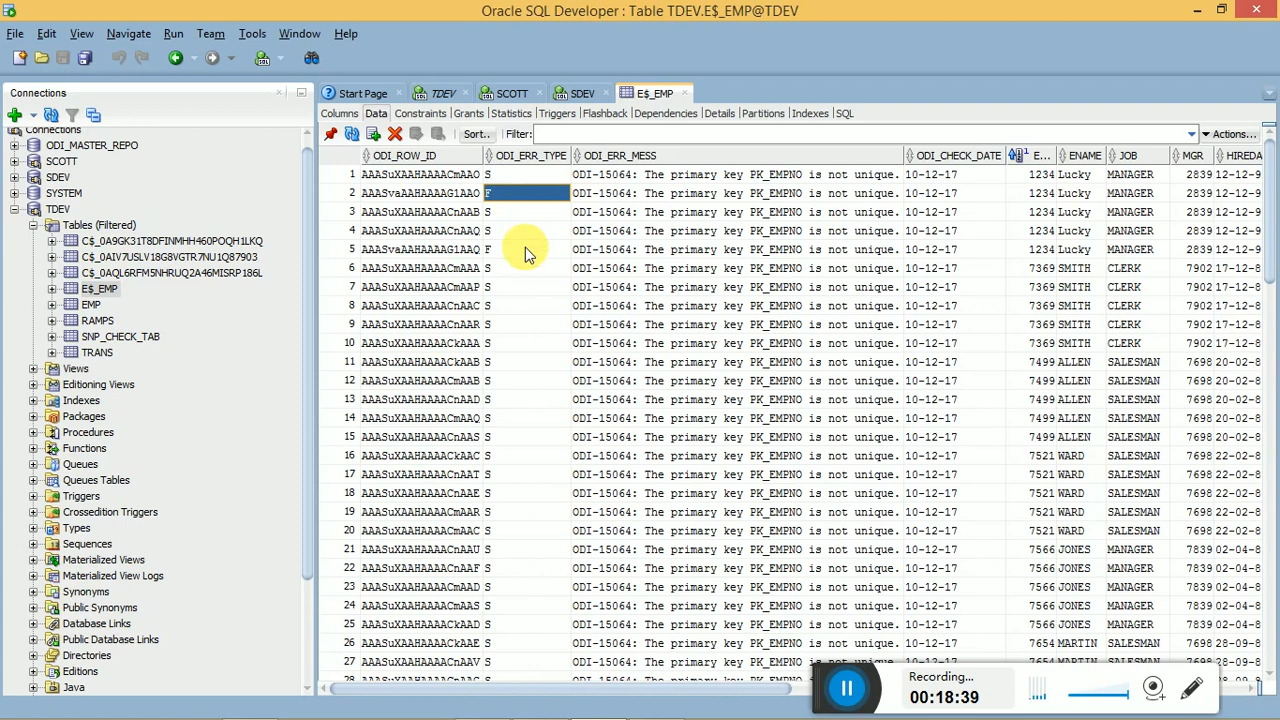 Oracle SQL Developer : Table TDEV.E$_EMP@TDEV
File Edit View Navigate Run Team Tools Window Help
Connections
Connections
ODI_MASTER_REPO
SCOTT
SDEV
SYSTEM
TDEV
Tables (Filtered)
C$_0A9GK31T8DFINMHH460POQH1LKQ
C$_0AIV7USLV18G8VGTR7NU1Q87903
C$_0AQL6RFM5NHRUQ2A46MISRP186L
E$_EMP
EMP
RAMPS
SNP_CHECK_TAB
TRANS
Views
Editioning Views
Indexes
Packages
Procedures
Functions
Queues
Queues Tables
Triggers
Crossedition Triggers
Types
Sequences
Materialized Views
Materialized View Logs
Synonyms
Public Synonyms
Database Links
Public Database Links
Directories
Editions
Java
Start Page TDEV SCOTT SDEV E$_EMP
Columns Data Constraints Grants Statistics Triggers Flashback Dependencies Details Partitions Indexes SQL
Sort.. Filter: Actions...
ODI_ROW_ID ODI_ERR_TYPE ODI_ERR_MESS ODI_CHECK_DATE 1 E... ENAME JOB MGR HIREDA
1 AAASuXAAHAAAACmAAO S ODI-15064: The primary key PK_EMPNO is not unique. 10-12-17 1234 Lucky MANAGER 2839 12-12-9
2 AAASvaAAHAAAAG1AAO F ODI-15064: The primary key PK_EMPNO is not unique. 10-12-17 1234 Lucky MANAGER 2839 12-12-9
3 AAASuXAAHAAAACnAAB S ODI-15064: The primary key PK_EMPNO is not unique. 10-12-17 1234 Lucky MANAGER 2839 12-12-9
4 AAASuXAAHAAAACnAAQ S ODI-15064: The primary key PK_EMPNO is not unique. 10-12-17 1234 Lucky MANAGER 2839 12-12-9
5 AAASvaAAHAAAAG1AAQ F ODI-15064: The primary key PK_EMPNO is not unique. 10-12-17 1234 Lucky MANAGER 2839 12-12-9
6 AAASuXAAHAAAACmAAA S ODI-15064: The primary key PK_EMPNO is not unique. 10-12-17 7369 SMITH CLERK 7902 17-12-8
7 AAASuXAAHAAAACmAAP S ODI-15064: The primary key PK_EMPNO is not unique. 10-12-17 7369 SMITH CLERK 7902 17-12-8
8 AAASuXAAHAAAACnAAC S ODI-15064: The primary key PK_EMPNO is not unique. 10-12-17 7369 SMITH CLERK 7902 17-12-8
9 AAASuXAAHAAAACnAAR S ODI-15064: The primary key PK_EMPNO is not unique. 10-12-17 7369 SMITH CLERK 7902 17-12-8
10 AAASuXAAHAAAACkAAA S ODI-15064: The primary key PK_EMPNO is not unique. 10-12-17 7369 SMITH CLERK 7902 17-12-8
11 AAASuXAAHAAAACkAAB S ODI-15064: The primary key PK_EMPNO is not unique. 10-12-17 7499 ALLEN SALESMAN 7698 20-02-8
12 AAASuXAAHAAAACmAAB S ODI-15064: The primary key PK_EMPNO is not unique. 10-12-17 7499 ALLEN SALESMAN 7698 20-02-8
13 AAASuXAAHAAAACnAAD S ODI-15064: The primary key PK_EMPNO is not unique. 10-12-17 7499 ALLEN SALESMAN 7698 20-02-8
14 AAASuXAAHAAAACmAAQ S ODI-15064: The primary key PK_EMPNO is not unique. 10-12-17 7499 ALLEN SALESMAN 7698 20-02-8
15 AAASuXAAHAAAACnAAS S ODI-15064: The primary key PK_EMPNO is not unique. 10-12-17 7499 ALLEN SALESMAN 7698 20-02-8
16 AAASuXAAHAAAACkAAC S ODI-15064: The primary key PK_EMPNO is not unique. 10-12-17 7521 WARD SALESMAN 7698 22-02-8
17 AAASuXAAHAAAACnAAT S ODI-15064: The primary key PK_EMPNO is not unique. 10-12-17 7521 WARD SALESMAN 7698 22-02-8
18 AAASuXAAHAAAACnAAE S ODI-15064: The primary key PK_EMPNO is not unique. 10-12-17 7521 WARD SALESMAN 7698 22-02-8
19 AAASuXAAHAAAACmAAR S ODI-15064: The primary key PK_EMPNO is not unique. 10-12-17 7521 WARD SALESMAN 7698 22-02-8
20 AAASuXAAHAAAACmAAC S ODI-15064: The primary key PK_EMPNO is not unique. 10-12-17 7521 WARD SALESMAN 7698 22-02-8
21 AAASuXAAHAAAACnAAU S ODI-15064: The primary key PK_EMPNO is not unique. 10-12-17 7566 JONES MANAGER 7839 02-04-8
22 AAASuXAAHAAAACnAAF S ODI-15064: The primary key PK_EMPNO is not unique. 10-12-17 7566 JONES MANAGER 7839 02-04-8
23 AAASuXAAHAAAACmAAS S ODI-15064: The primary key PK_EMPNO is not unique. 10-12-17 7566 JONES MANAGER 7839 02-04-8
24 AAASuXAAHAAAACmAAD S ODI-15064: The primary key PK_EMPNO is not unique. 10-12-17 7566 JONES MANAGER 7839 02-04-8
25 AAASuXAAHAAAACkAAD S ODI-15064: The primary key PK_EMPNO is not unique. 10-12-17 7566 JONES MANAGER 7839 02-04-8
26 AAASuXAAHAAAACkAAE S ODI-15064: The primary key PK_EMPNO is not unique. 10-12-17 7654 MARTIN SALESMAN 7698 28-09-8
27 AAASuXAAHAAAACnAAV S ODI-15064: The primary key PK_EMPNO is not unique. 10-12-17 7654 MARTIN SALESMAN 7698 28-09-8
Recording...
00:18:39